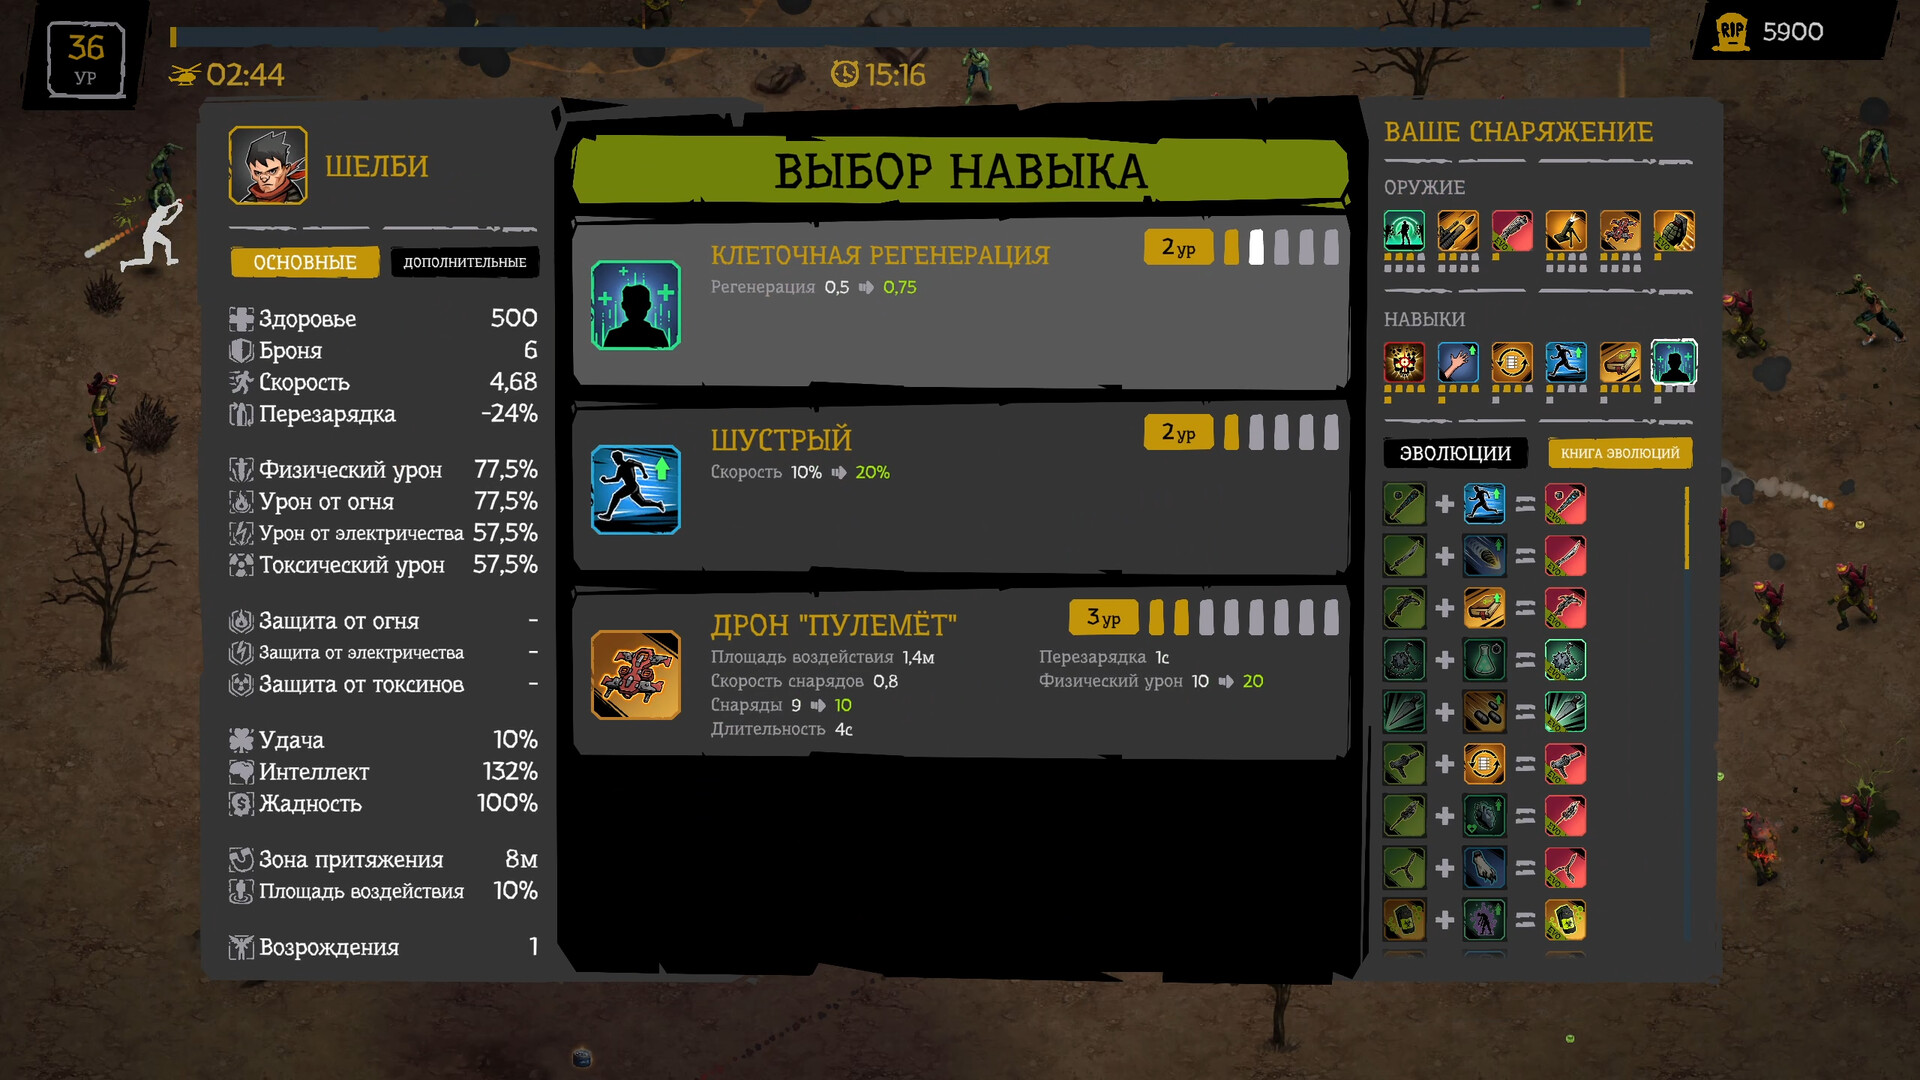 36
УР
02:44
15:16
RIP
5900
ШЕЛБИ
ОСНОВНЫЕ
ДОПОЛНИТЕЛЬНЫЕ
Здоровье 500
Броня 6
Скорость 4,68
Перезарядка -24%
Физический урон 77,5%
Урон от огня 77,5%
Урон от электричества 57,5%
Токсический урон 57,5%
Защита от огня -
Защита от электричества -
Защита от токсинов -
Удача 10%
Интеллект 132%
Жадность 100%
Зона притяжения 8м
Площадь воздействия 10%
Возрождения 1
ВЫБОР НАВЫКА
КЛЕТОЧНАЯ РЕГЕНЕРАЦИЯ
2 ур
Регенерация 0,5 0,75
ШУСТРЫЙ
2 ур
Скорость 10% 20%
ДРОН "ПУЛЕМЁТ"
3 ур
Площадь воздействия 1,4м
Скорость снарядов 0,8
Снаряды 9 10
Длительность 4с
Перезарядка 1с
Физический урон 10 20
ВАШЕ СНАРЯЖЕНИЕ
ОРУЖИЕ
НАВЫКИ
ЭВОЛЮЦИИ
КНИГА ЭВОЛЮЦИЙ